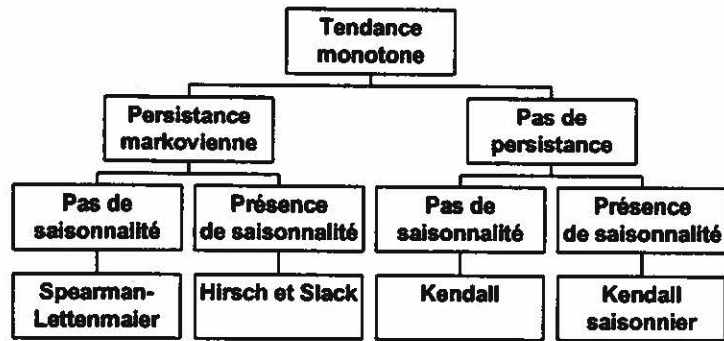 Tendance
monotone
Persistance
markovienne
Pas de
persistance
Pas de
saisonnalité
Présence
de saisonnalité
Pas de
saisonnalité
Présence
de saisonnalité
Spearman-
Lettenmaier
Hirsch et Slack
Kendall
Kendall
saisonnier